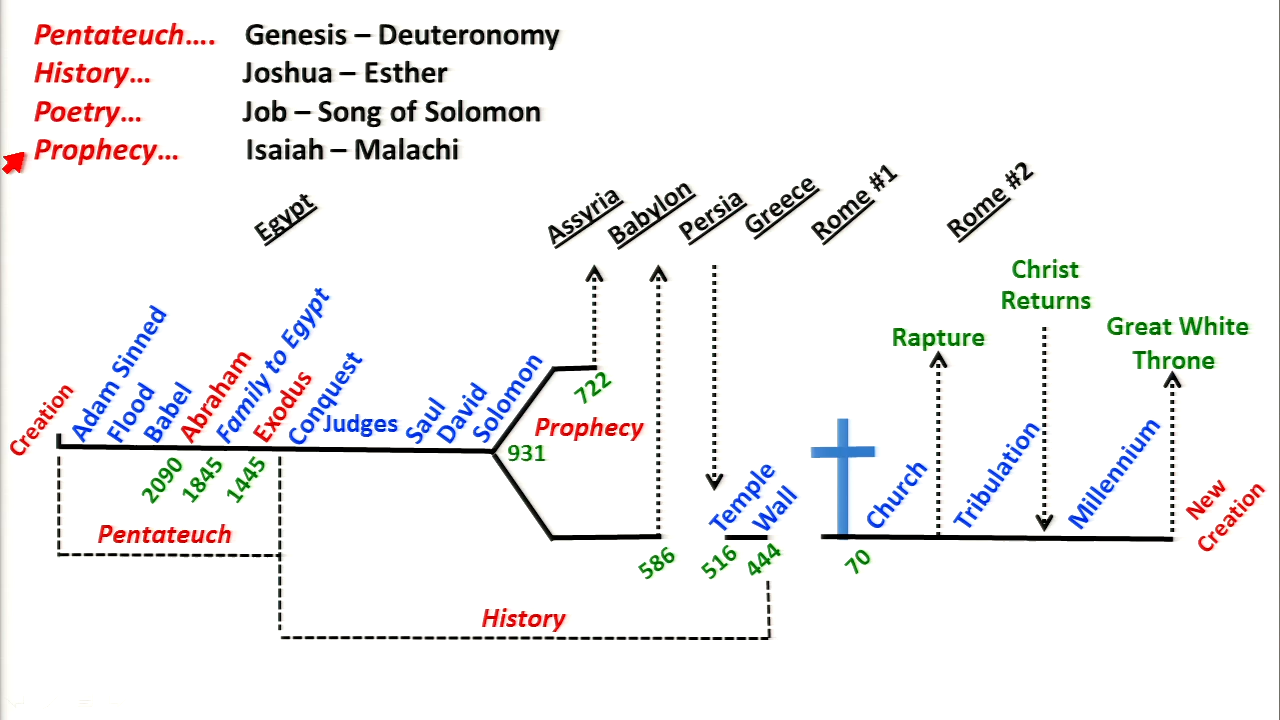 Pentateuch.... Genesis – Deuteronomy
History... Joshua – Esther
Poetry... Job – Song of Solomon
Prophecy... Isaiah – Malachi
Egypt
Assyria
Babylon
Persia
Greece
Rome #1
Rome #2
Creation
Adam Sinned
Flood
Babel
Abraham
Family to Egypt
Exodus
Conquest
Judges
Saul
David
Solomon
2090
1845
1445
931
722
Prophecy
586
Temple
Wall
516
444
Church
70
Rapture
Tribulation
Christ
Returns
Millennium
Great White
Throne
New
Creation
Pentateuch
History